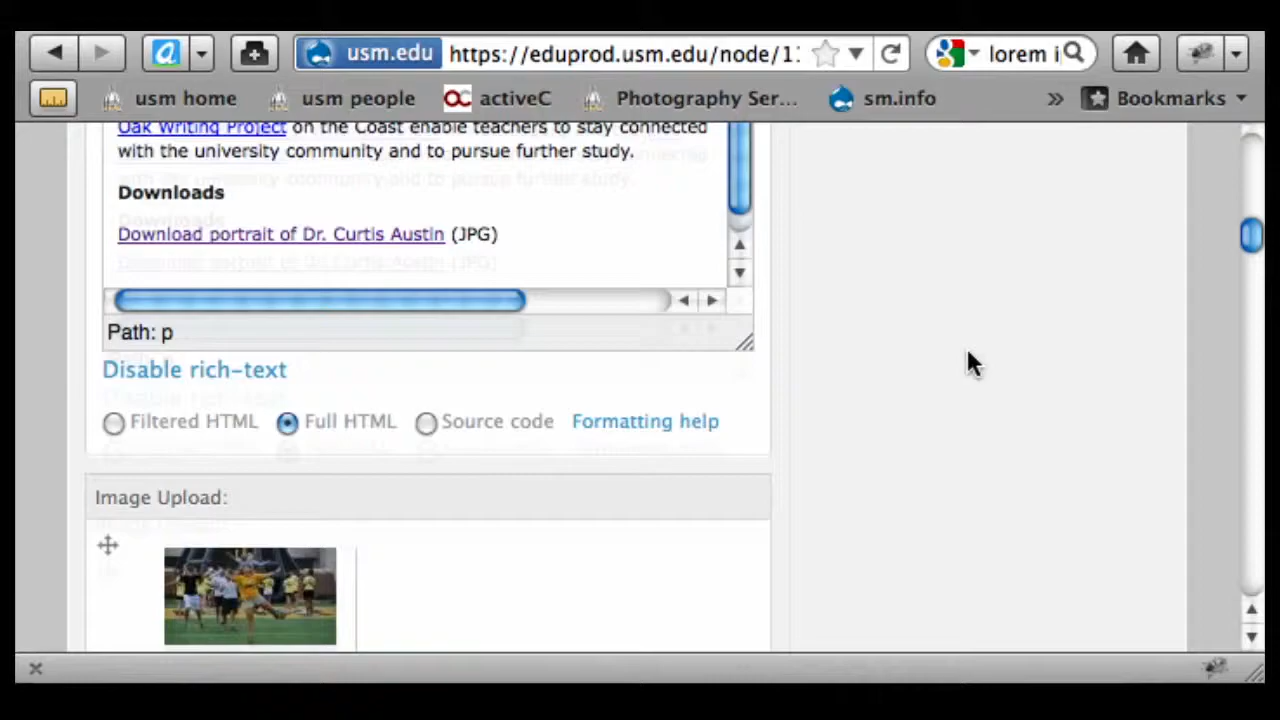 usm.edu https://eduprod.usm.edu/node/1: lorem i
usm home usm people activeC Photography Ser... sm.info » Bookmarks
Oak Writing Project on the Coast enable teachers to stay connected
with the university community and to pursue further study.
Downloads
Download portrait of Dr. Curtis Austin (JPG)
Path: p
Disable rich-text
Filtered HTML Full HTML Source code Formatting help
Image Upload: